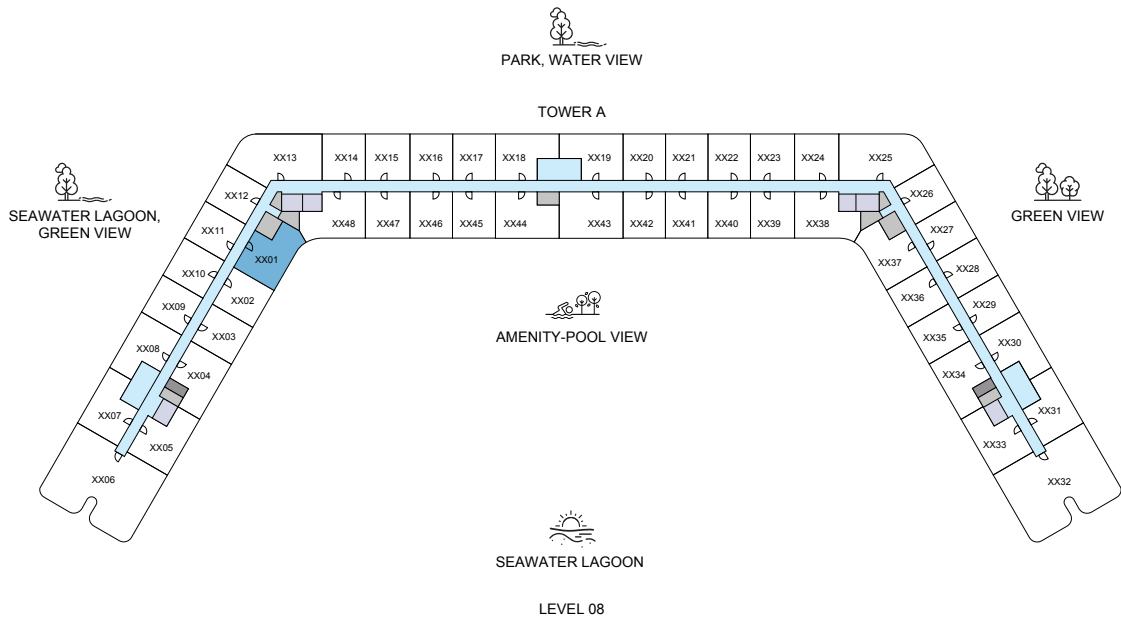 PARK, WATER VIEW
TOWER A
XX13
XX14
XX15
XX16
XX17
XX18
XX19
XX20
XX21
XX22
XX23
XX24
XX25
SEAWATER LAGOON,
GREEN VIEW
GREEN VIEW
XX12
XX26
XX48
XX47
XX46
XX45
XX44
XX43
XX42
XX41
XX40
XX39
XX38
XX11
XX27
XX01
XX37
XX10
XX28
XX02
XX36
XX09
XX29
XX03
XX35
AMENITY-POOL VIEW
XX08
XX30
XX04
XX34
XX07
XX31
XX05
XX33
XX06
XX32
SEAWATER LAGOON
LEVEL 08